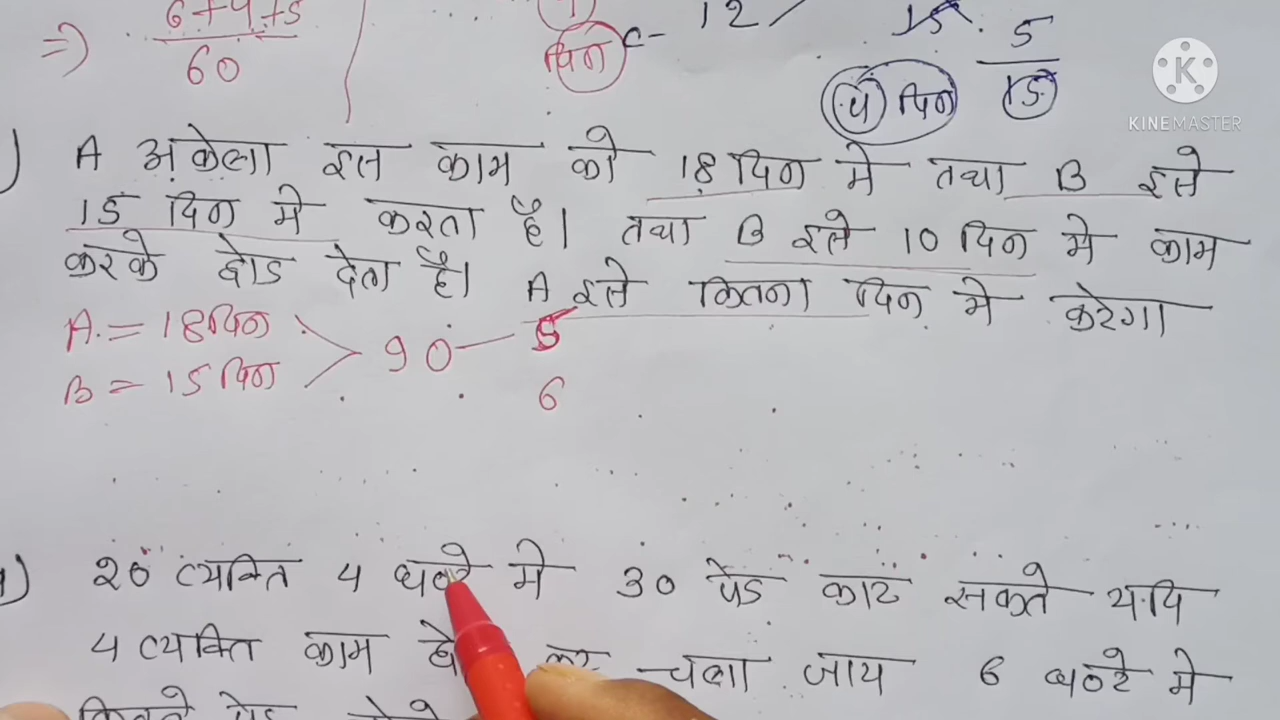 => 6+4+5 / 60
दिन
C- 12
15 5 / 15
4 दिन
KINEMASTER
) A अकेला इस काम को 18 दिन मे तथा B इसे
15 दिन मे करता है। तथा B इसे 10 दिन मे काम
करके छोड देता है। A इसे कितना दिन मे करेगा
A = 18 दिन > 90 — 5
B = 15 दिन 6
) 20 व्यक्ति 4 घण्टे मे 30 पेड काट सकते यदि
4 व्यक्ति काम कर चला जाय 6 घण्टे मे
कितने पेड